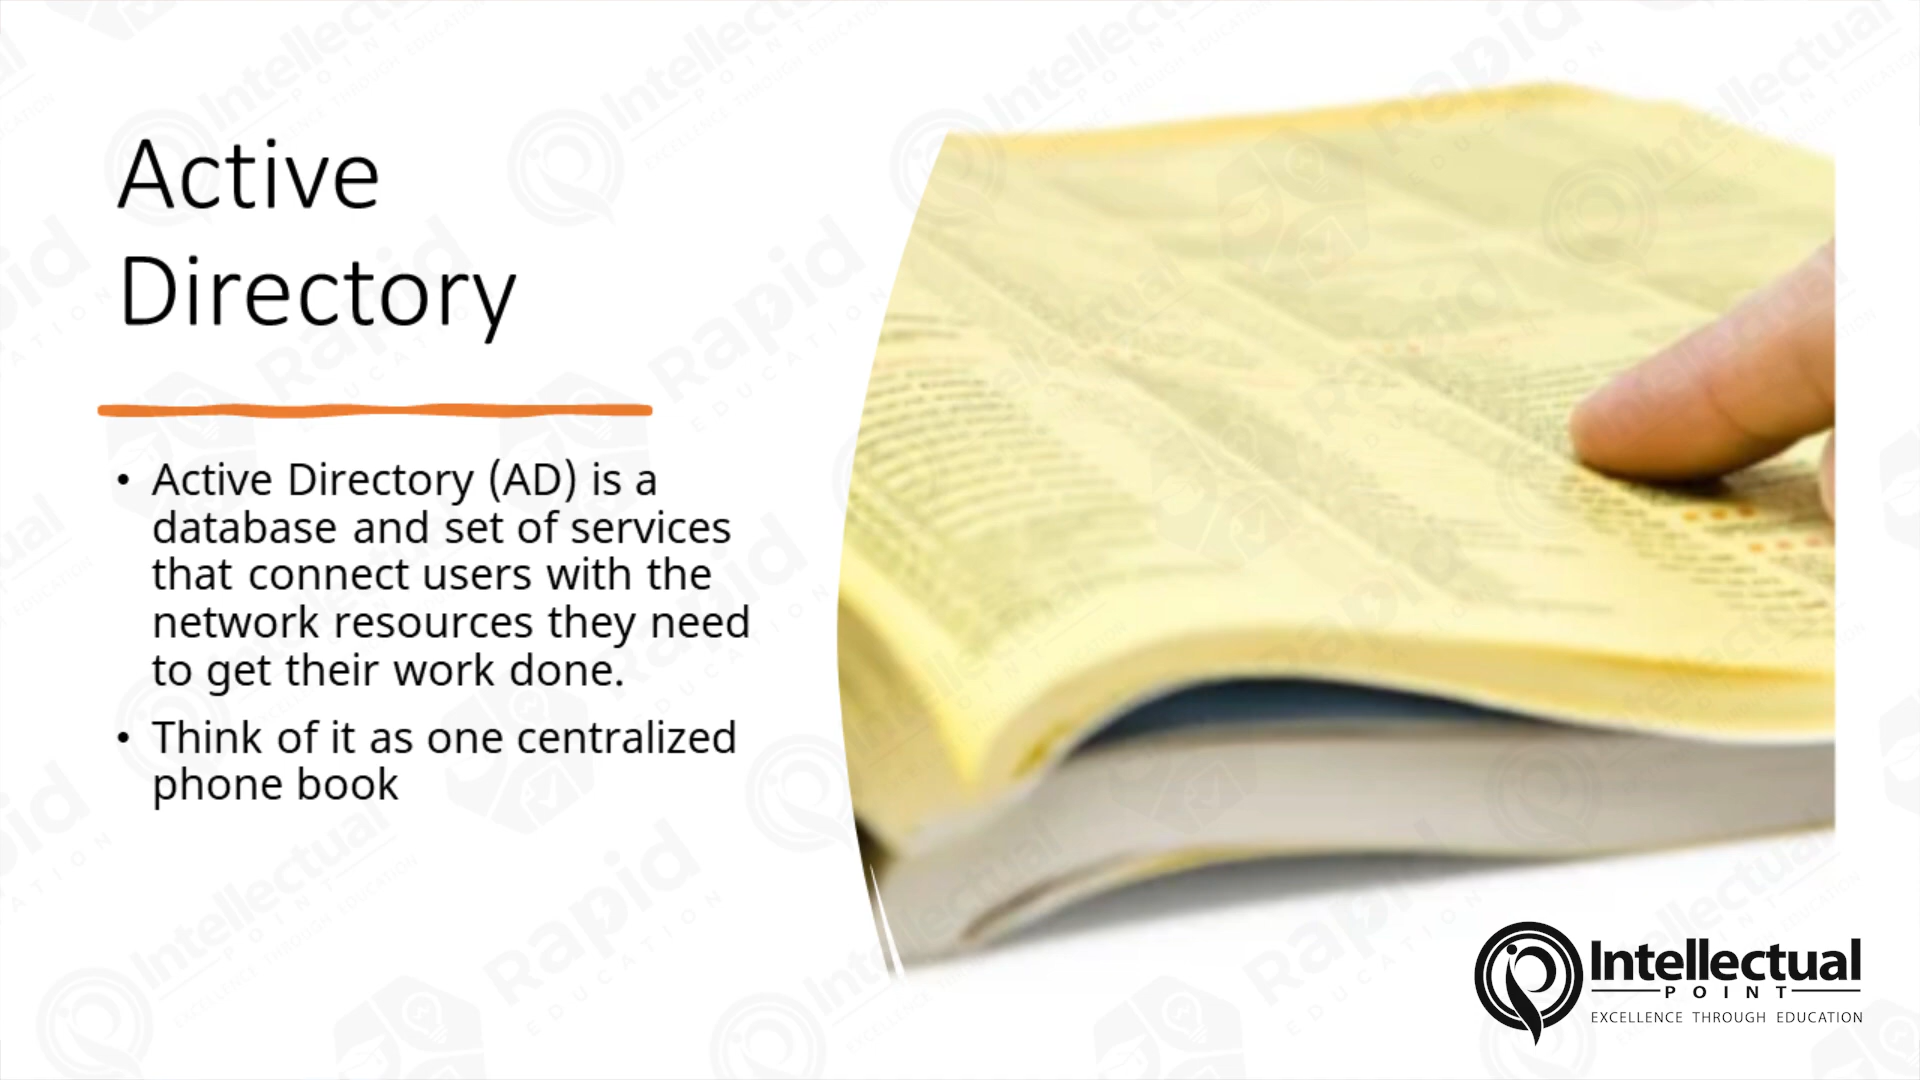 Active
Directory
• Active Directory (AD) is a
database and set of services
that connect users with the
network resources they need
to get their work done.
• Think of it as one centralized
phone book
Intellectual
POINT
EXCELLENCE THROUGH EDUCATION